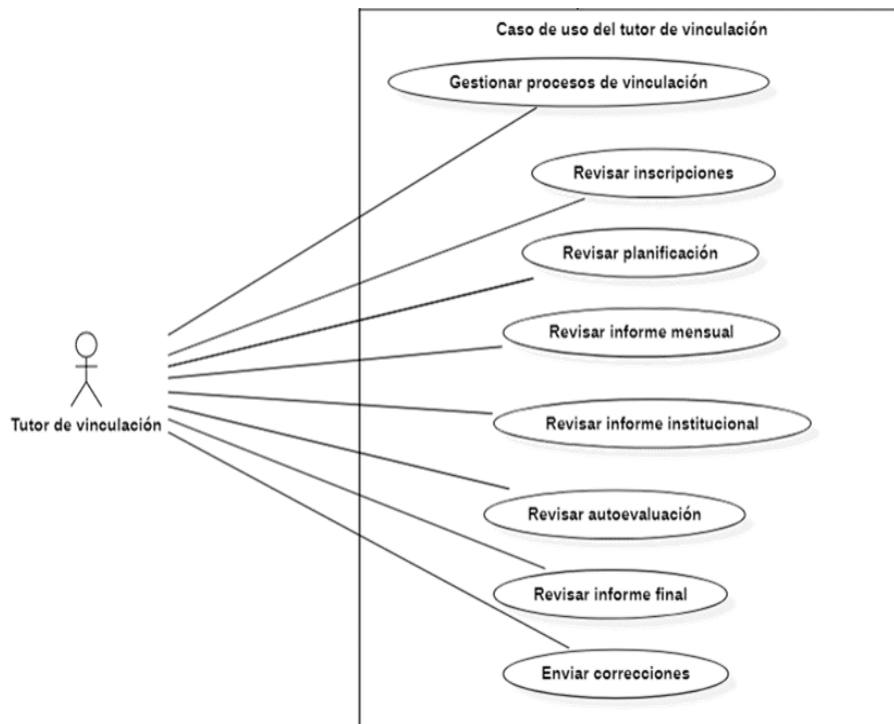 Caso de uso del tutor de vinculación
Gestionar procesos de vinculación
Revisar inscripciones
Revisar planificación
Revisar informe mensual
Tutor de vinculación
Revisar informe institucional
Revisar autoevaluación
Revisar informe final
Enviar correcciones